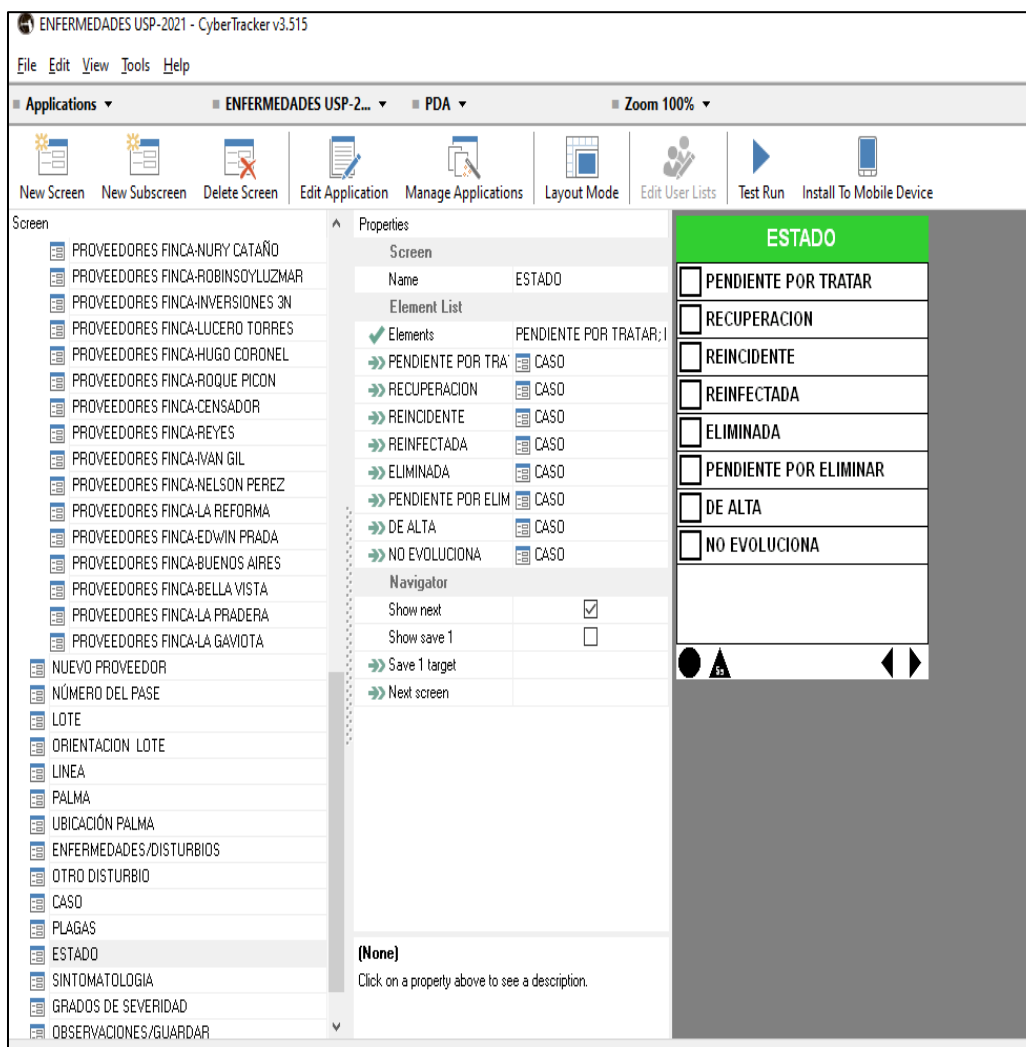 ENFERMEDADES USP-2021 - CyberTracker v3.515
File Edit View Tools Help
Applications ENFERMEDADES USP-2... PDA Zoom 100%
New Screen New Subscreen Delete Screen Edit Application Manage Applications Layout Mode Edit User Lists Test Run Install To Mobile Device
Screen
PROVEEDORES FINCA-NURY CATAÑO
PROVEEDORES FINCA-ROBINSOYLUZMAR
PROVEEDORES FINCA-INVERSIONES 3N
PROVEEDORES FINCA-LUCERO TORRES
PROVEEDORES FINCA-HUGO CORONEL
PROVEEDORES FINCA-ROQUE PICON
PROVEEDORES FINCA-CENSADOR
PROVEEDORES FINCA-REYES
PROVEEDORES FINCA-IVAN GIL
PROVEEDORES FINCA-NELSON PEREZ
PROVEEDORES FINCA-LA REFORMA
PROVEEDORES FINCA-EDWIN PRADA
PROVEEDORES FINCA-BUENOS AIRES
PROVEEDORES FINCA-BELLA VISTA
PROVEEDORES FINCA-LA PRADERA
PROVEEDORES FINCA-LA GAVIOTA
NUEVO PROVEEDOR
NÚMERO DEL PASE
LOTE
ORIENTACION LOTE
LINEA
PALMA
UBICACIÓN PALMA
ENFERMEDADES/DISTURBIOS
OTRO DISTURBIO
CASO
PLAGAS
ESTADO
SINTOMATOLOGIA
GRADOS DE SEVERIDAD
OBSERVACIONES/GUARDAR
Properties
Screen
Name ESTADO
Element List
Elements PENDIENTE POR TRATAR;
PENDIENTE POR TRA CASO
RECUPERACION CASO
REINCIDENTE CASO
REINFECTADA CASO
ELIMINADA CASO
PENDIENTE POR ELIM CASO
DE ALTA CASO
NO EVOLUCIONA CASO
Navigator
Show next
Show save 1
Save 1 target
Next screen
(None)
Click on a property above to see a description.
ESTADO
PENDIENTE POR TRATAR
RECUPERACION
REINCIDENTE
REINFECTADA
ELIMINADA
PENDIENTE POR ELIMINAR
DE ALTA
NO EVOLUCIONA